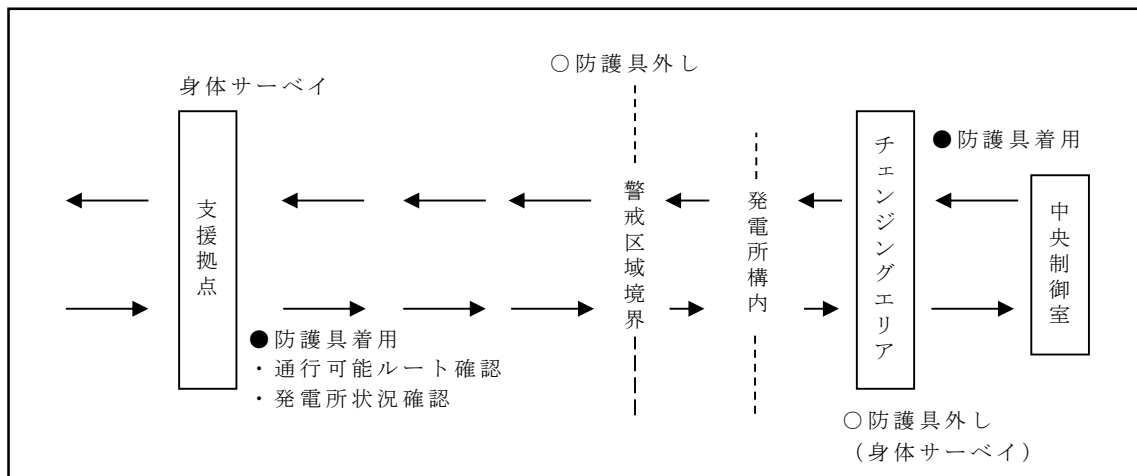 ○防護具外し
身体サーベイ
●防護具着用
支援拠点
警戒区域境界
発電所構内
チェンジングエリア
中央制御室
●防護具着用
・通行可能ルート確認
・発電所状況確認
○防護具外し
（身体サーベイ）